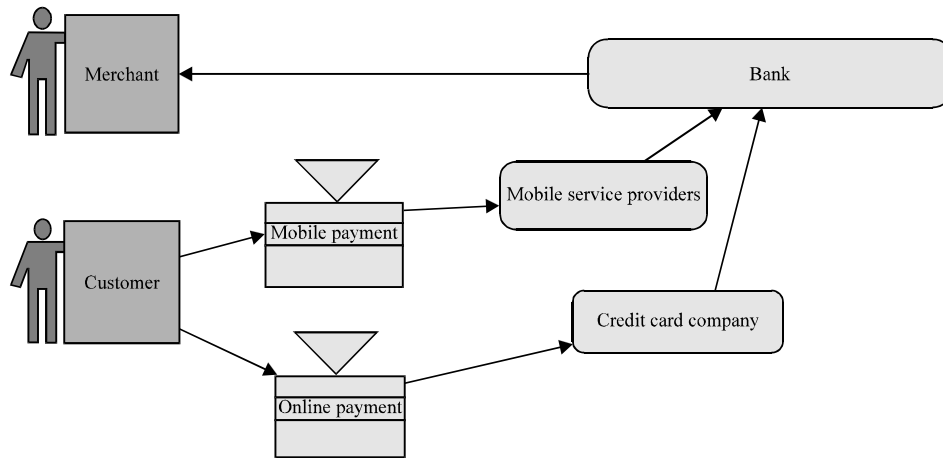 Merchant
Bank
Mobile service providers
Mobile payment
Customer
Credit card company
Online payment